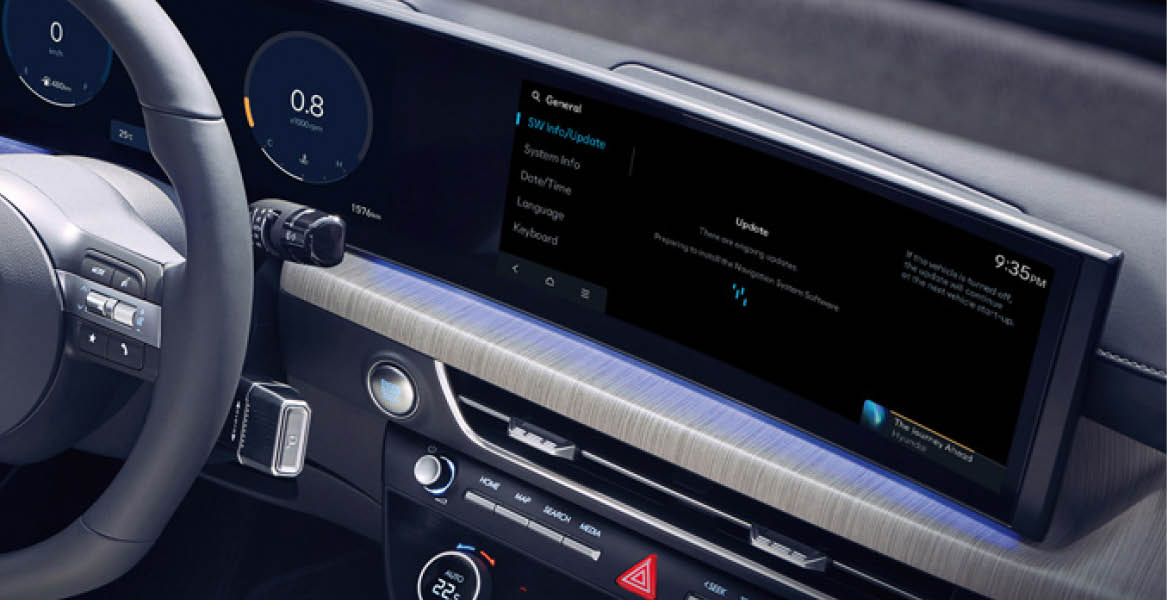 0
km/h
480km
25℃
0.8
x1000rpm
C H
1576km
General
SW Info/Update
System Info
Date/Time
Language
Keyboard
Update
There are ongoing updates.
Preparing to install the Navigation System Software
9:35PM
If the vehicle is turned off,
the update will continue
at the next vehicle start-up.
The Journey Ahead
Hyundai
MODE
HOME
MAP
SEARCH
MEDIA
AUTO
22.
<SEEK